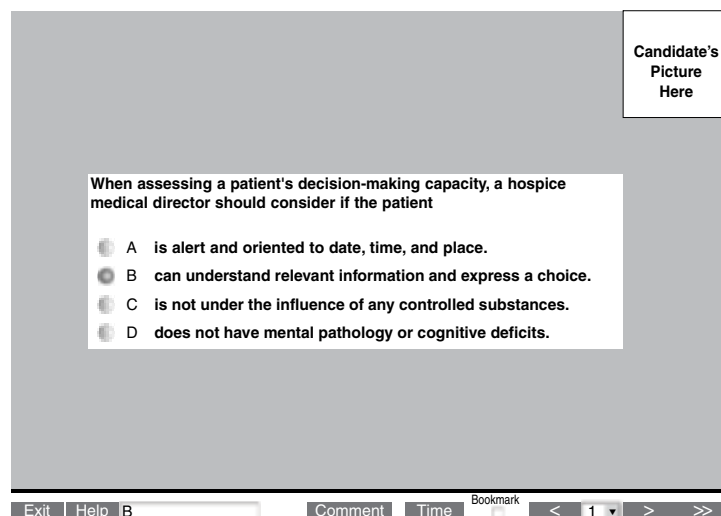 Candidate's
Picture
Here
When assessing a patient's decision-making capacity, a hospice
medical director should consider if the patient
A is alert and oriented to date, time, and place.
B can understand relevant information and express a choice.
C is not under the influence of any controlled substances.
D does not have mental pathology or cognitive deficits.
Exit Help B Comment Time Bookmark < 1 ▼ > >>